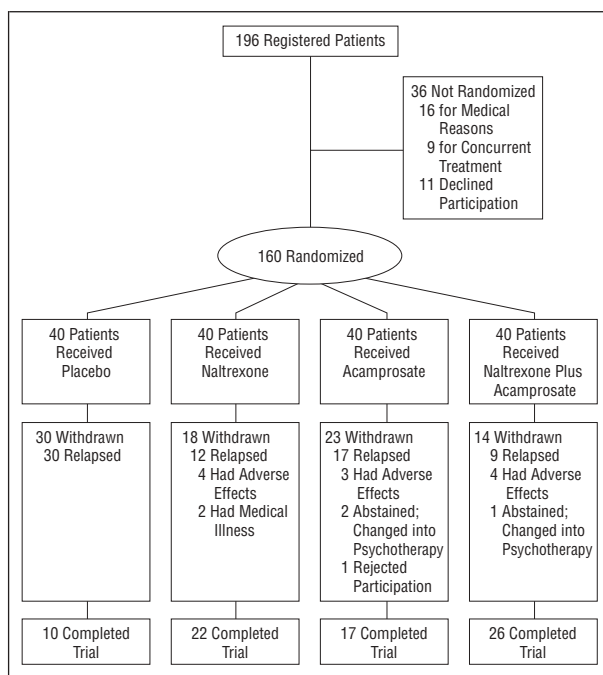 196 Registered Patients
36 Not Randomized
16 for Medical
Reasons
9 for Concurrent
Treatment
11 Declined
Participation
160 Randomized
40 Patients
Received
Placebo
40 Patients
Received
Naltrexone
40 Patients
Received
Acamprosate
40 Patients
Received
Naltrexone Plus
Acamprosate
30 Withdrawn
30 Relapsed
18 Withdrawn
12 Relapsed
4 Had Adverse
Effects
2 Had Medical
Illness
23 Withdrawn
17 Relapsed
3 Had Adverse
Effects
2 Abstained;
Changed into
Psychotherapy
1 Rejected
Participation
14 Withdrawn
9 Relapsed
4 Had Adverse
Effects
1 Abstained;
Changed into
Psychotherapy
10 Completed
Trial
22 Completed
Trial
17 Completed
Trial
26 Completed
Trial